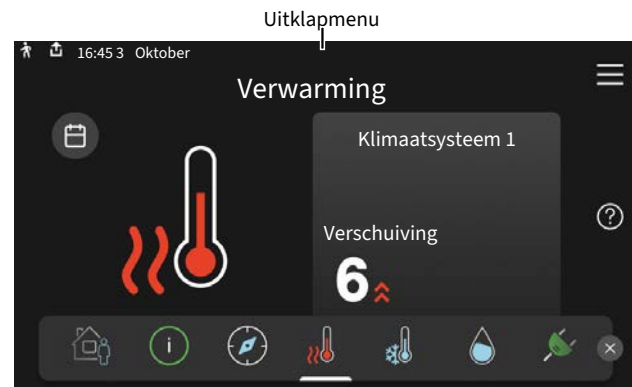 Uitklapmenu
16:45 3 Oktober
Verwarming
Klimaatsysteem 1
Verschuiving
6